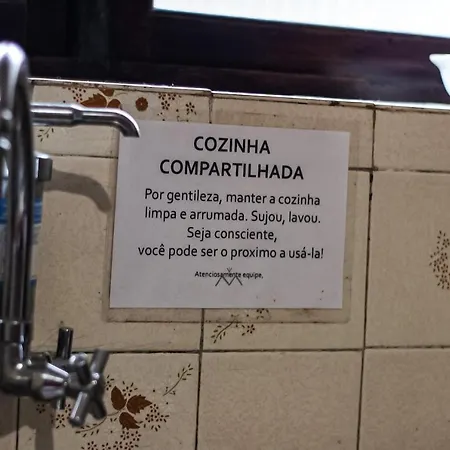 COZINHA
COMPARTILHADA
Por gentileza, manter a cozinha
limpa e arrumada. Sujou, lavou.
Seja consciente,
você pode ser o proximo a usá-la!
Atenciosamente equipe,